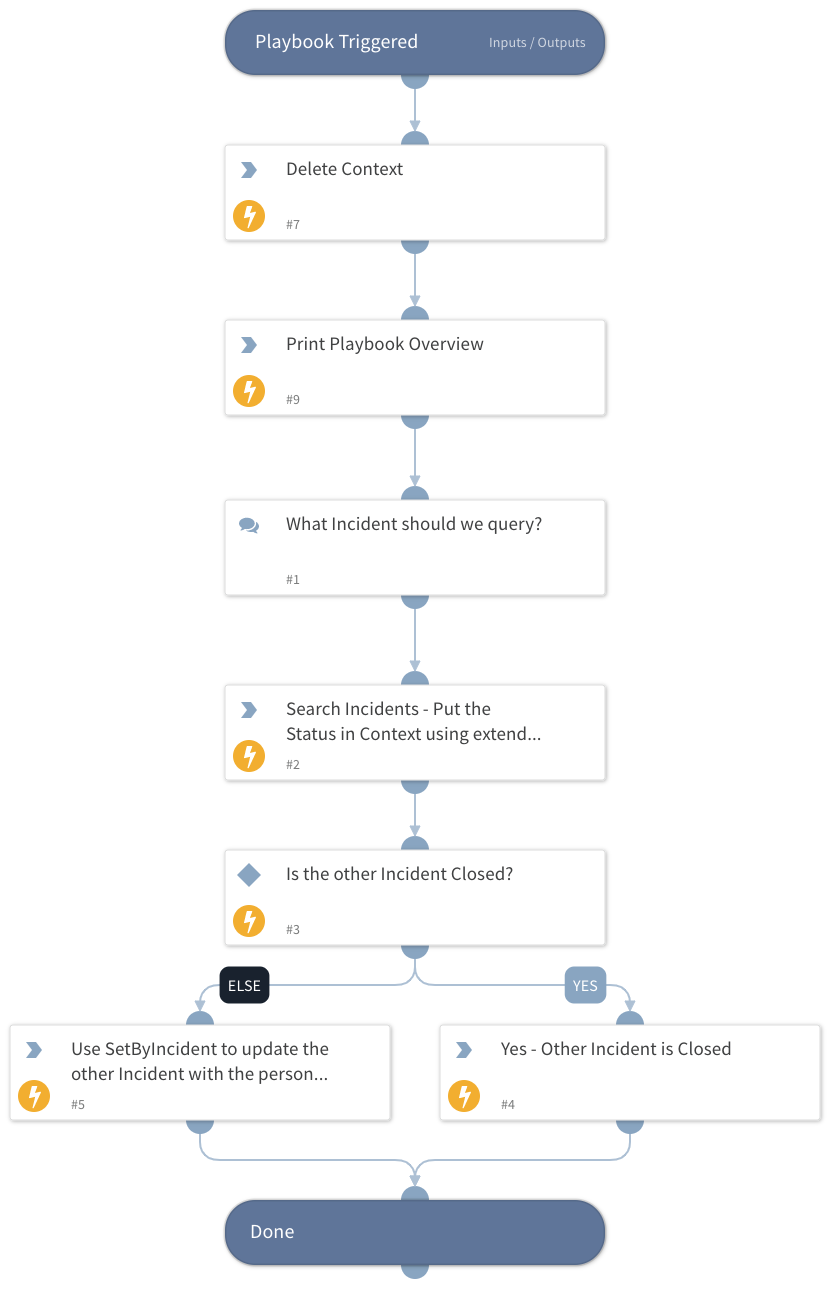 Playbook Triggered
Inputs / Outputs
Delete Context
#7
Print Playbook Overview
#9
What Incident should we query?
#1
Search Incidents - Put the
Status in Context using extend...
#2
Is the other Incident Closed?
#3
ELSE
YES
Use SetByIncident to update the
other Incident with the person...
#5
Yes - Other Incident is Closed
#4
Done